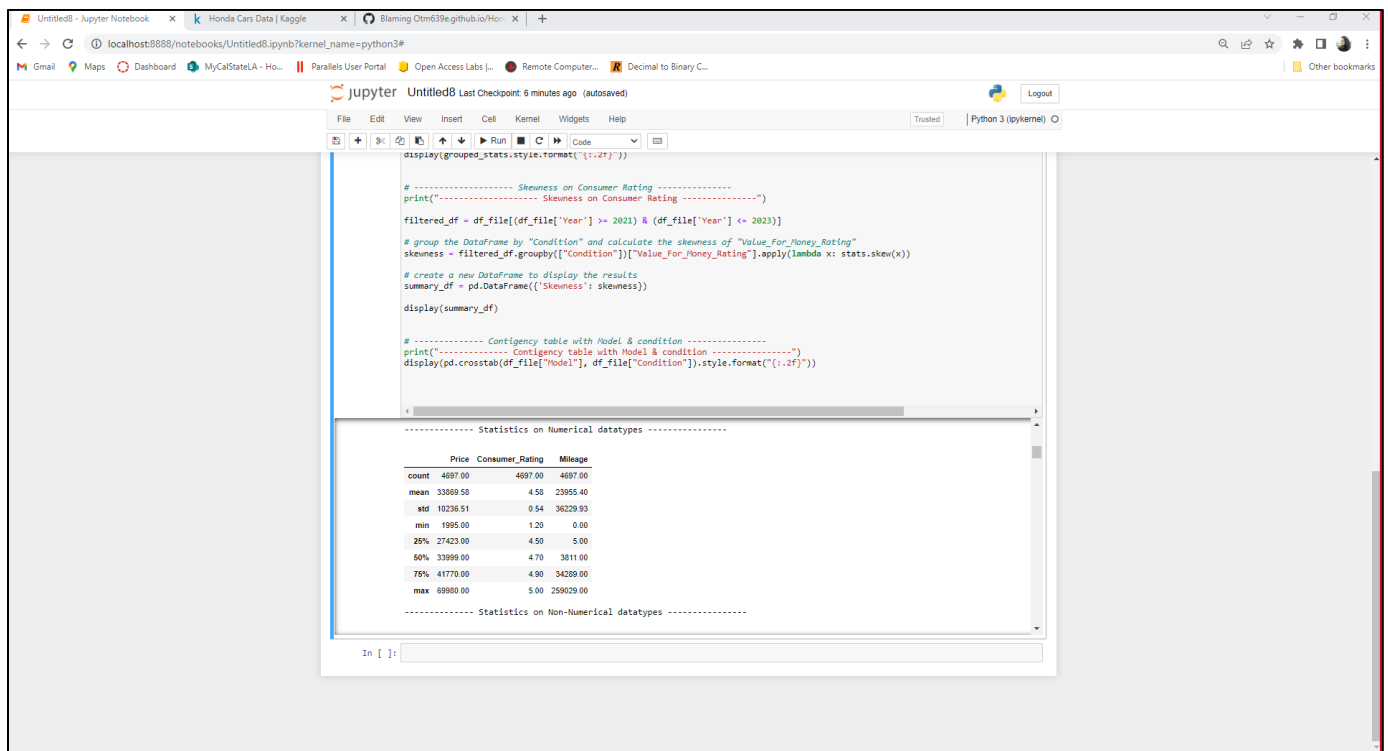 Untitled8 - Jupyter Notebook
Honda Cars Data | Kaggle
Blaming Otm639e.github.io/Hon
localhost:8888/notebooks/Untitled8.ipynb?kernel_name=python3#
Gmail Maps Dashboard MyCalStateLA - Ho... Parallels User Portal Open Access Labs |... Remote Computer... Decimal to Binary C... Other bookmarks
jupyter Untitled8 Last Checkpoint: 6 minutes ago (autosaved) Logout
File Edit View Insert Cell Kernel Widgets Help Trusted Python 3 (ipykernel)
Run Code
display(grouped_stats.style.format("{:.2f}"))
# -------------------- Skewness on Consumer Rating ---------------
print("-------------------- Skewness on Consumer Rating ---------------")
filtered_df = df_file[(df_file['Year'] >= 2021) & (df_file['Year'] <= 2023)]
# group the DataFrame by "Condition" and calculate the skewness of "Value_For_Money_Rating"
skewness = filtered_df.groupby(["Condition"])["Value_For_Money_Rating"].apply(lambda x: stats.skew(x))
# create a new DataFrame to display the results
summary_df = pd.DataFrame({'Skewness': skewness})
display(summary_df)
# -------------- Contigency table with Model & condition ----------------
print("-------------- Contigency table with Model & condition ----------------")
display(pd.crosstab(df_file["Model"], df_file["Condition"]).style.format("{:.2f}"))
-------------- Statistics on Numerical datatypes ----------------
Price Consumer_Rating Mileage
count 4697.00 4697.00 4697.00
mean 33869.58 4.58 23955.40
std 10236.51 0.54 36229.93
min 1995.00 1.20 0.00
25% 27423.00 4.50 5.00
50% 33999.00 4.70 3811.00
75% 41770.00 4.90 34289.00
max 69980.00 5.00 259029.00
-------------- Statistics on Non-Numerical datatypes ----------------
In [ ]: